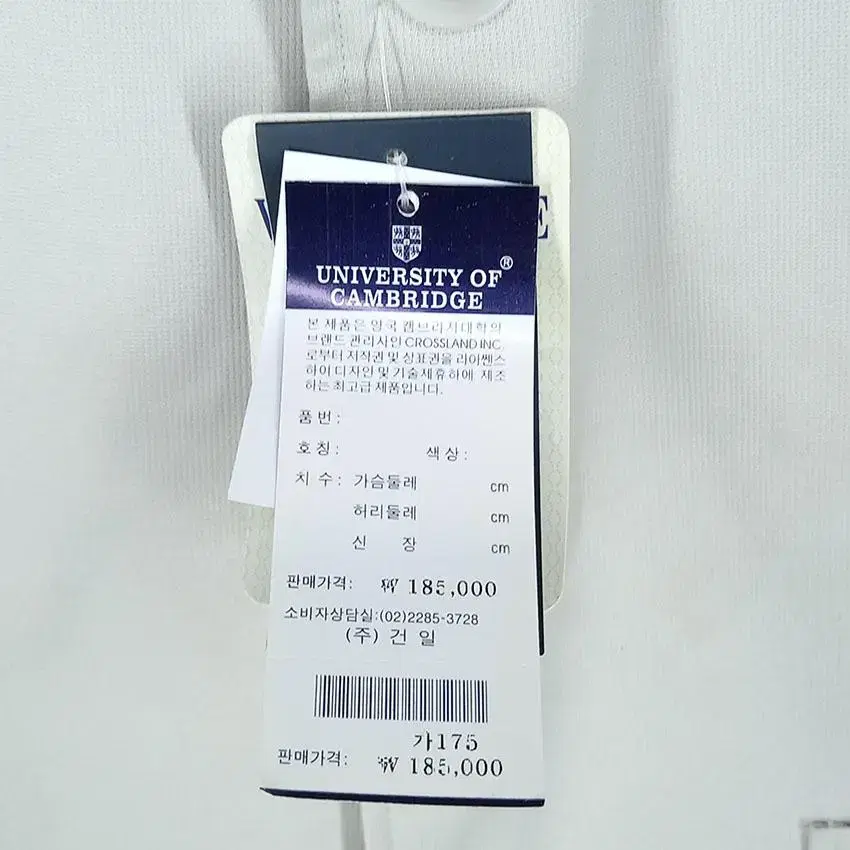 UNIVERSITY OF®
CAMBRIDGE
본 제품은 영국 캠브리지대학의
브랜드 관리사인 CROSSLAND INC.
로부터 저작권 및 상표권을 라이쎈스
하여 디자인 및 기술제휴하에 제조
하는 최고급 제품입니다.
품번:
호칭: 색상:
치수: 가슴둘레 cm
허리둘레 cm
신 장 cm
판매가격: ₩ 185,000
소비자상담실:(02)2285-3728
(주) 건 일
가175
판매가격: ₩ 185,000